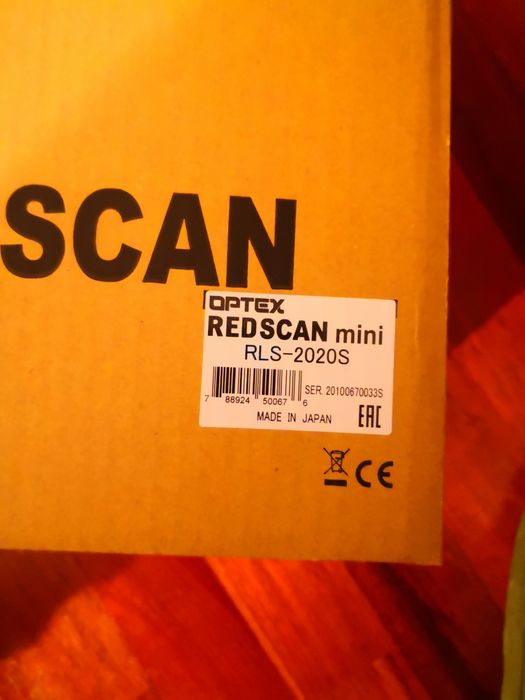 SCAN
OPTEX
REDSCAN mini
RLS-2020S
SER. 20100670033S
7 88924 50067 6
MADE IN JAPAN
EAC
CE